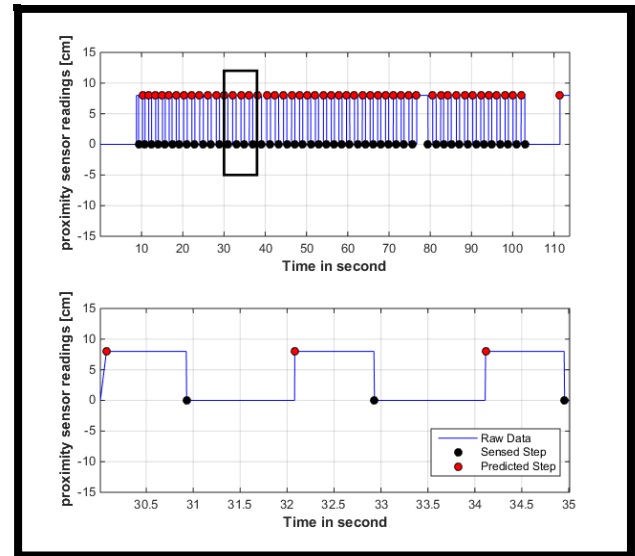 proximity sensor readings [cm]
15
10
5
0
-5
-10
-15
10 20 30 40 50 60 70 80 90 100 110
Time in second
proximity sensor readings [cm]
15
10
5
0
-5
-10
-15
Raw Data
Sensed Step
Predicted Step
30.5 31 31.5 32 32.5 33 33.5 34 34.5 35
Time in second